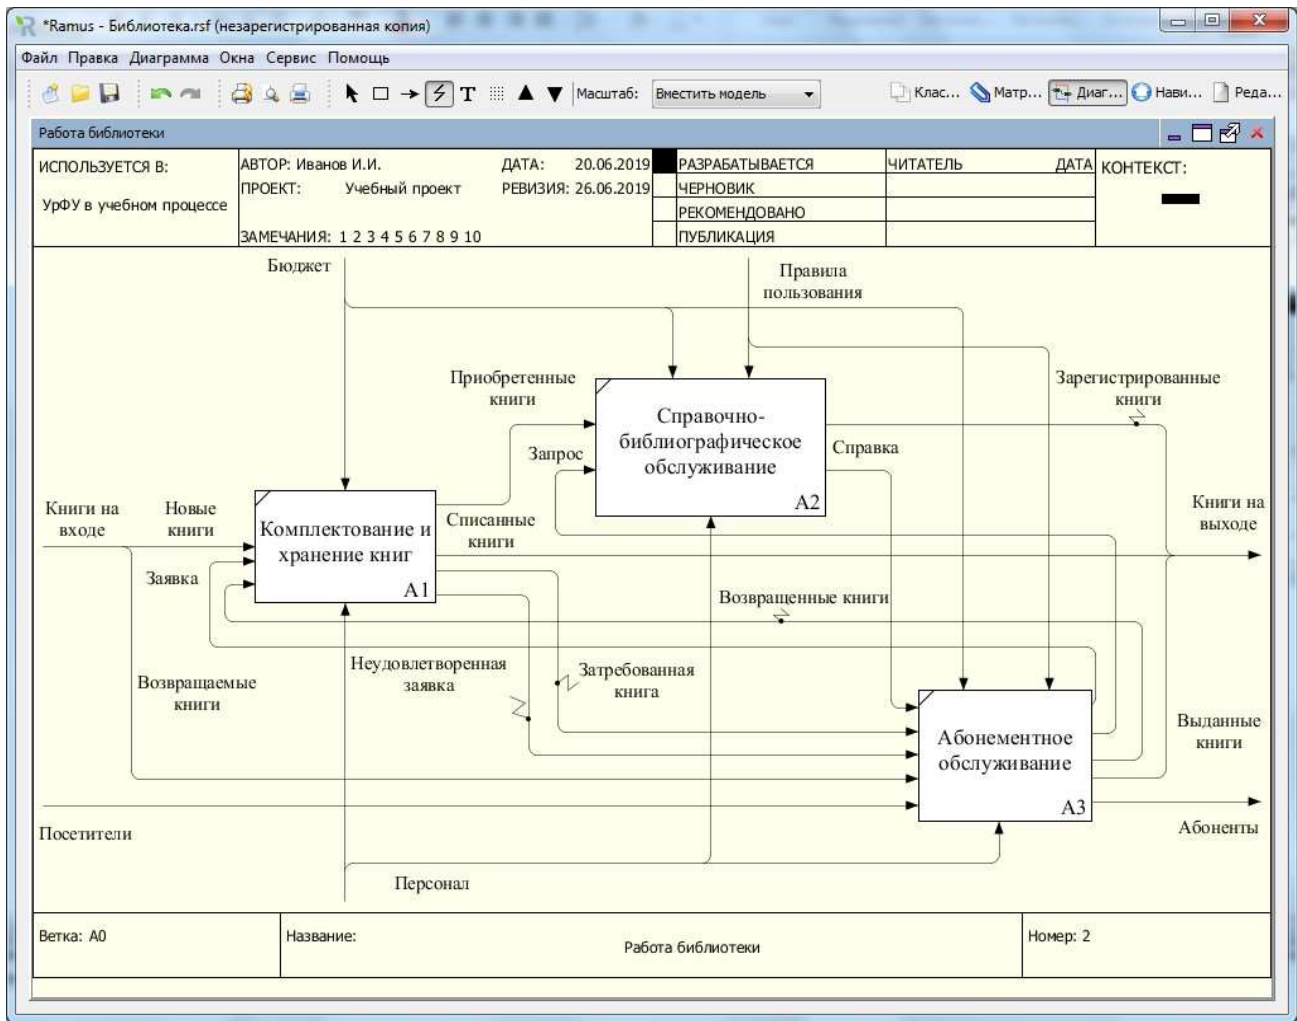 *Ramus - Библиотека.rsf (незарегистрированная копия)
Файл Правка Диаграмма Окна Сервис Помощь
T Масштаб: Вместить модель Клас... Матр... Диаг... Нави... Реда...
Работа библиотеки
ИСПОЛЬЗУЕТСЯ В:
УрФУ в учебном процессе
АВТОР: Иванов И.И. ДАТА: 20.06.2019
ПРОЕКТ: Учебный проект РЕВИЗИЯ: 26.06.2019
ЗАМЕЧАНИЯ: 1 2 3 4 5 6 7 8 9 10
РАЗРАБАТЫВАЕТСЯ
ЧЕРНОВИК
РЕКОМЕНДОВАНО
ПУБЛИКАЦИЯ
ЧИТАТЕЛЬ ДАТА
КОНТЕКСТ:
Бюджет
Правила
пользования
Приобретенные
книги
Зарегистрированные
книги
Справочно-
библиографическое
обслуживание
A2
Запрос
Справка
Книги на
входе
Новые
книги
Комплектование и
хранение книг
A1
Списанные
книги
Книги на
выходе
Заявка
Возвращенные книги
Возвращаемые
книги
Неудовлетворенная
заявка
Затребованная
книга
Абонементное
обслуживание
A3
Выданные
книги
Посетители
Абоненты
Персонал
Ветка: A0
Название:
Работа библиотеки
Номер: 2